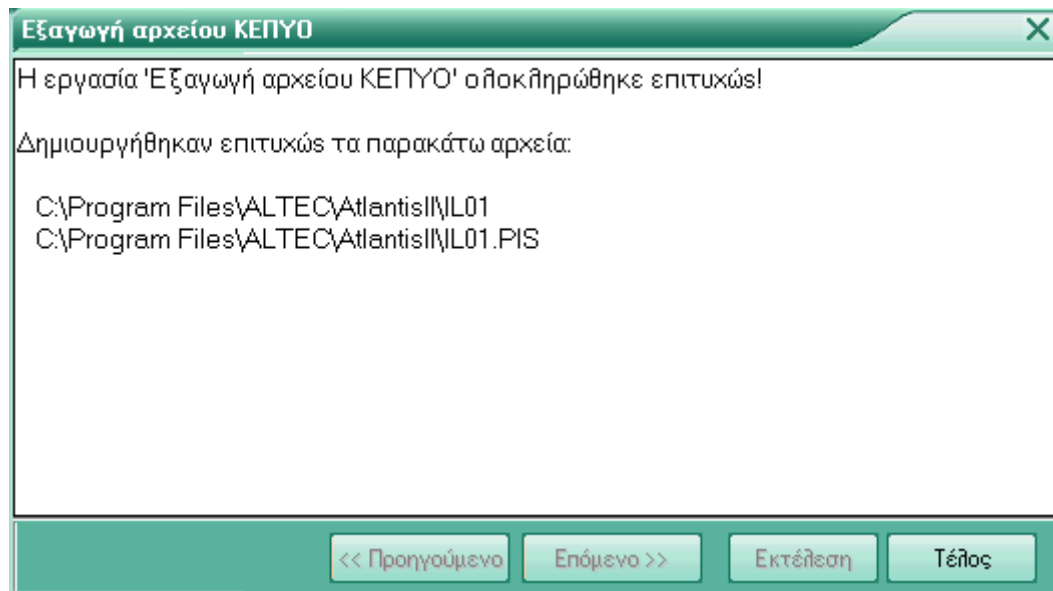 Εξαγωγή αρχείου ΚΕΠΥΟ
Η εργασία 'Εξαγωγή αρχείου ΚΕΠΥΟ' ολοκληρώθηκε επιτυχώς!
Δημιουργήθηκαν επιτυχώς τα παρακάτω αρχεία:
C:\Program Files\ALTEC\AtlantisII\IL01
C:\Program Files\ALTEC\AtlantisII\IL01.PIS
<< Προηγούμενο Επόμενο >> Εκτέλεση Τέλος